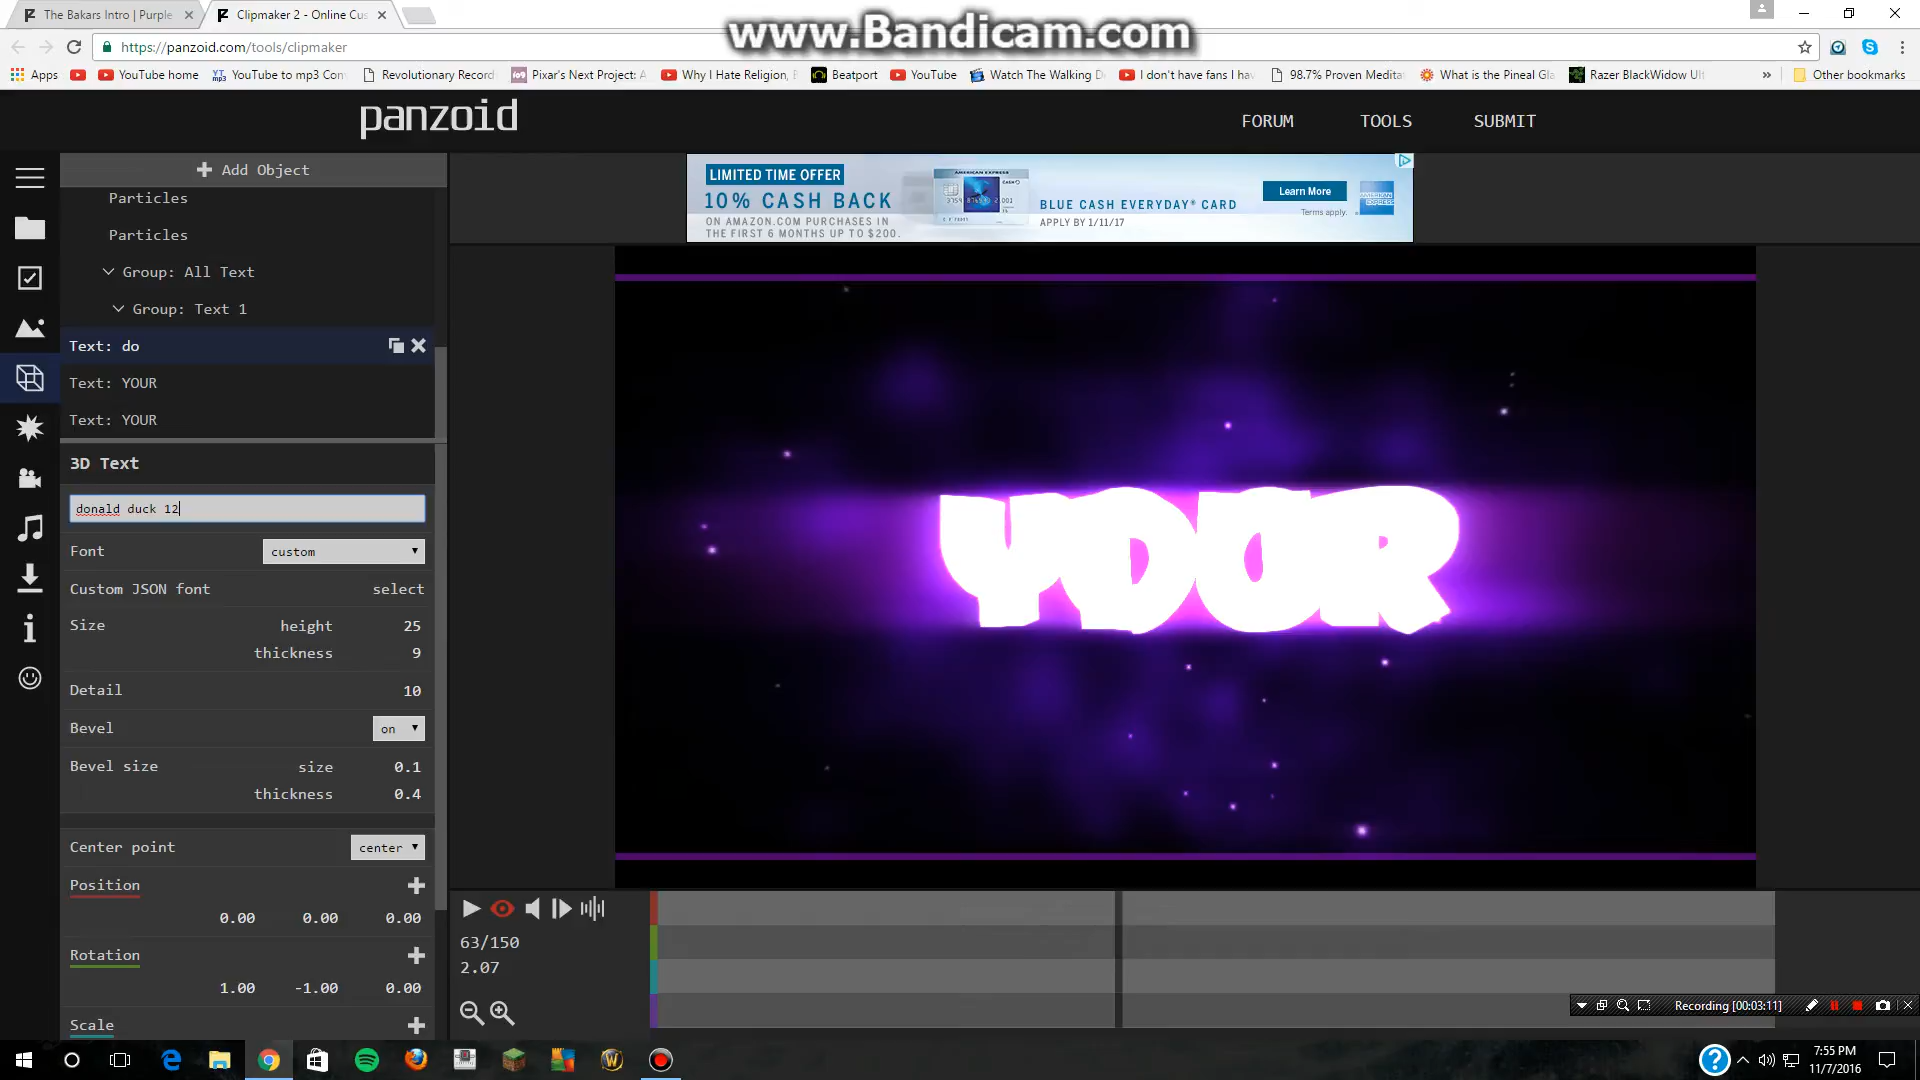 www.Bandicam.com
The Bakars Intro | Purple
Clipmaker 2 - Online Cus
https://panzoid.com/tools/clipmaker
Apps
YouTube home
YouTube to mp3 Con
Revolutionary Record
Pixar's Next Project: A
Why I Hate Religion, B
Beatport
YouTube
Watch The Walking D
I don't have fans I hav
98.7% Proven Medita
What is the Pineal Gla
Razer BlackWidow Ult
» Other bookmarks
panzoid
FORUM TOOLS SUBMIT
+ Add Object
LIMITED TIME OFFER
10% CASH BACK
ON AMAZON.COM PURCHASES IN
THE FIRST 6 MONTHS UP TO $200.
AMERICAN EXPRESS
BLUE CASH EVERYDAY® CARD
APPLY BY 1/11/17
Learn More
Terms apply.
Particles
Particles
Group: All Text
Group: Text 1
Text: do
Text: YOUR
Text: YOUR
3D Text
donald duck 12
Font custom
Custom JSON font select
Size height 25
thickness 9
Detail 10
Bevel on
Bevel size size 0.1
thickness 0.4
Center point center
Position +
0.00 0.00 0.00
Rotation +
1.00 -1.00 0.00
Scale +
YOUR
63/150
2.07
Recording [00:03:11]
7:55 PM
11/7/2016